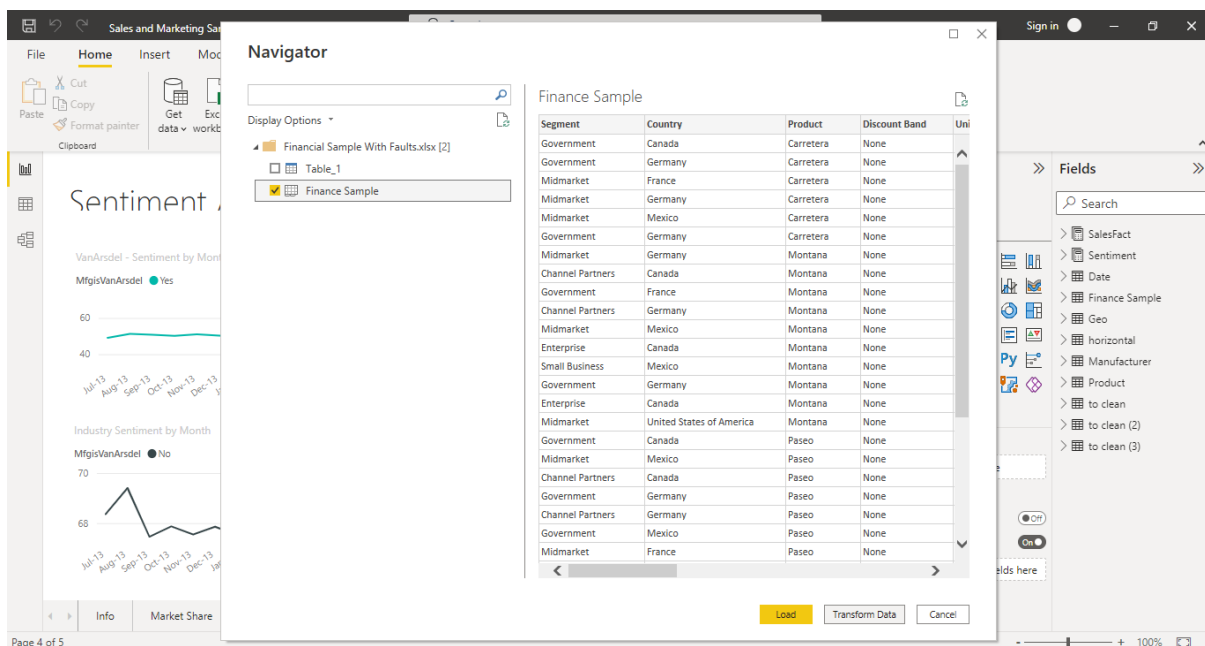 Sales and Marketing Sar
Sign in
File Home Insert Mod
Paste
Cut
Copy
Format painter
Clipboard
Get data
Exc
workb
Sentiment
VanArsdel - Sentiment by Mont
MfgisVanArsdel Yes
60
40
Jul-13 Aug-13 Sep-13 Oct-13 Nov-13 Dec-13
Industry Sentiment by Month
MfgisVanArsdel No
70
68
Jul-13 Aug-13 Sep-13 Oct-13 Nov-13 Dec-13 Jar
Info Market Share
Page 4 of 5
Navigator
Display Options
Financial Sample With Faults.xlsx [2]
Table_1
Finance Sample
Finance Sample
Segment Country Product Discount Band Uni
Government Canada Carretera None
Government Germany Carretera None
Midmarket France Carretera None
Midmarket Germany Carretera None
Midmarket Mexico Carretera None
Government Germany Carretera None
Midmarket Germany Montana None
Channel Partners Canada Montana None
Government France Montana None
Channel Partners Germany Montana None
Midmarket Mexico Montana None
Enterprise Canada Montana None
Small Business Mexico Montana None
Government Germany Montana None
Enterprise Canada Montana None
Midmarket United States of America Montana None
Government Canada Paseo None
Midmarket Mexico Paseo None
Channel Partners Canada Paseo None
Government Germany Paseo None
Channel Partners Germany Paseo None
Government Mexico Paseo None
Midmarket France Paseo None
Load Transform Data Cancel
Py
Off
On
elds here
Fields
Search
SalesFact
Sentiment
Date
Finance Sample
Geo
horizontal
Manufacturer
Product
to clean
to clean (2)
to clean (3)
- + 100%